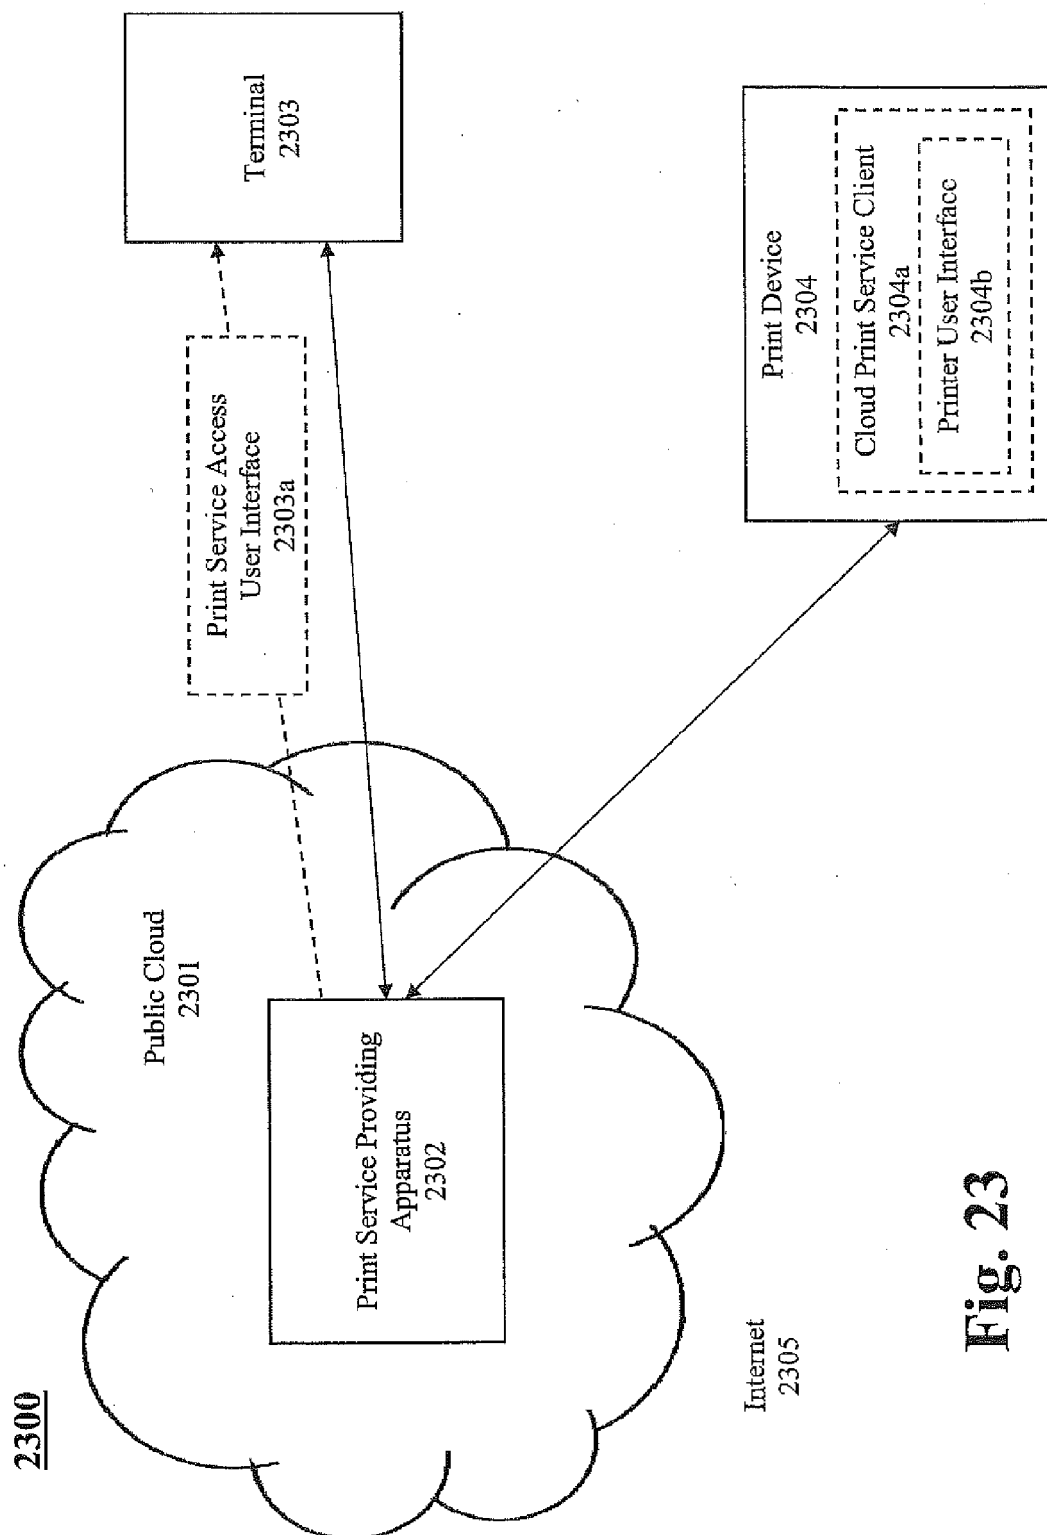 2300
Public Cloud
2301
Print Service Providing
Apparatus
2302
Print Service Access
User Interface
2303a
Terminal
2303
Print Device
2304
Cloud Print Service Client
2304a
Printer User Interface
2304b
Internet
2305
Fig. 23